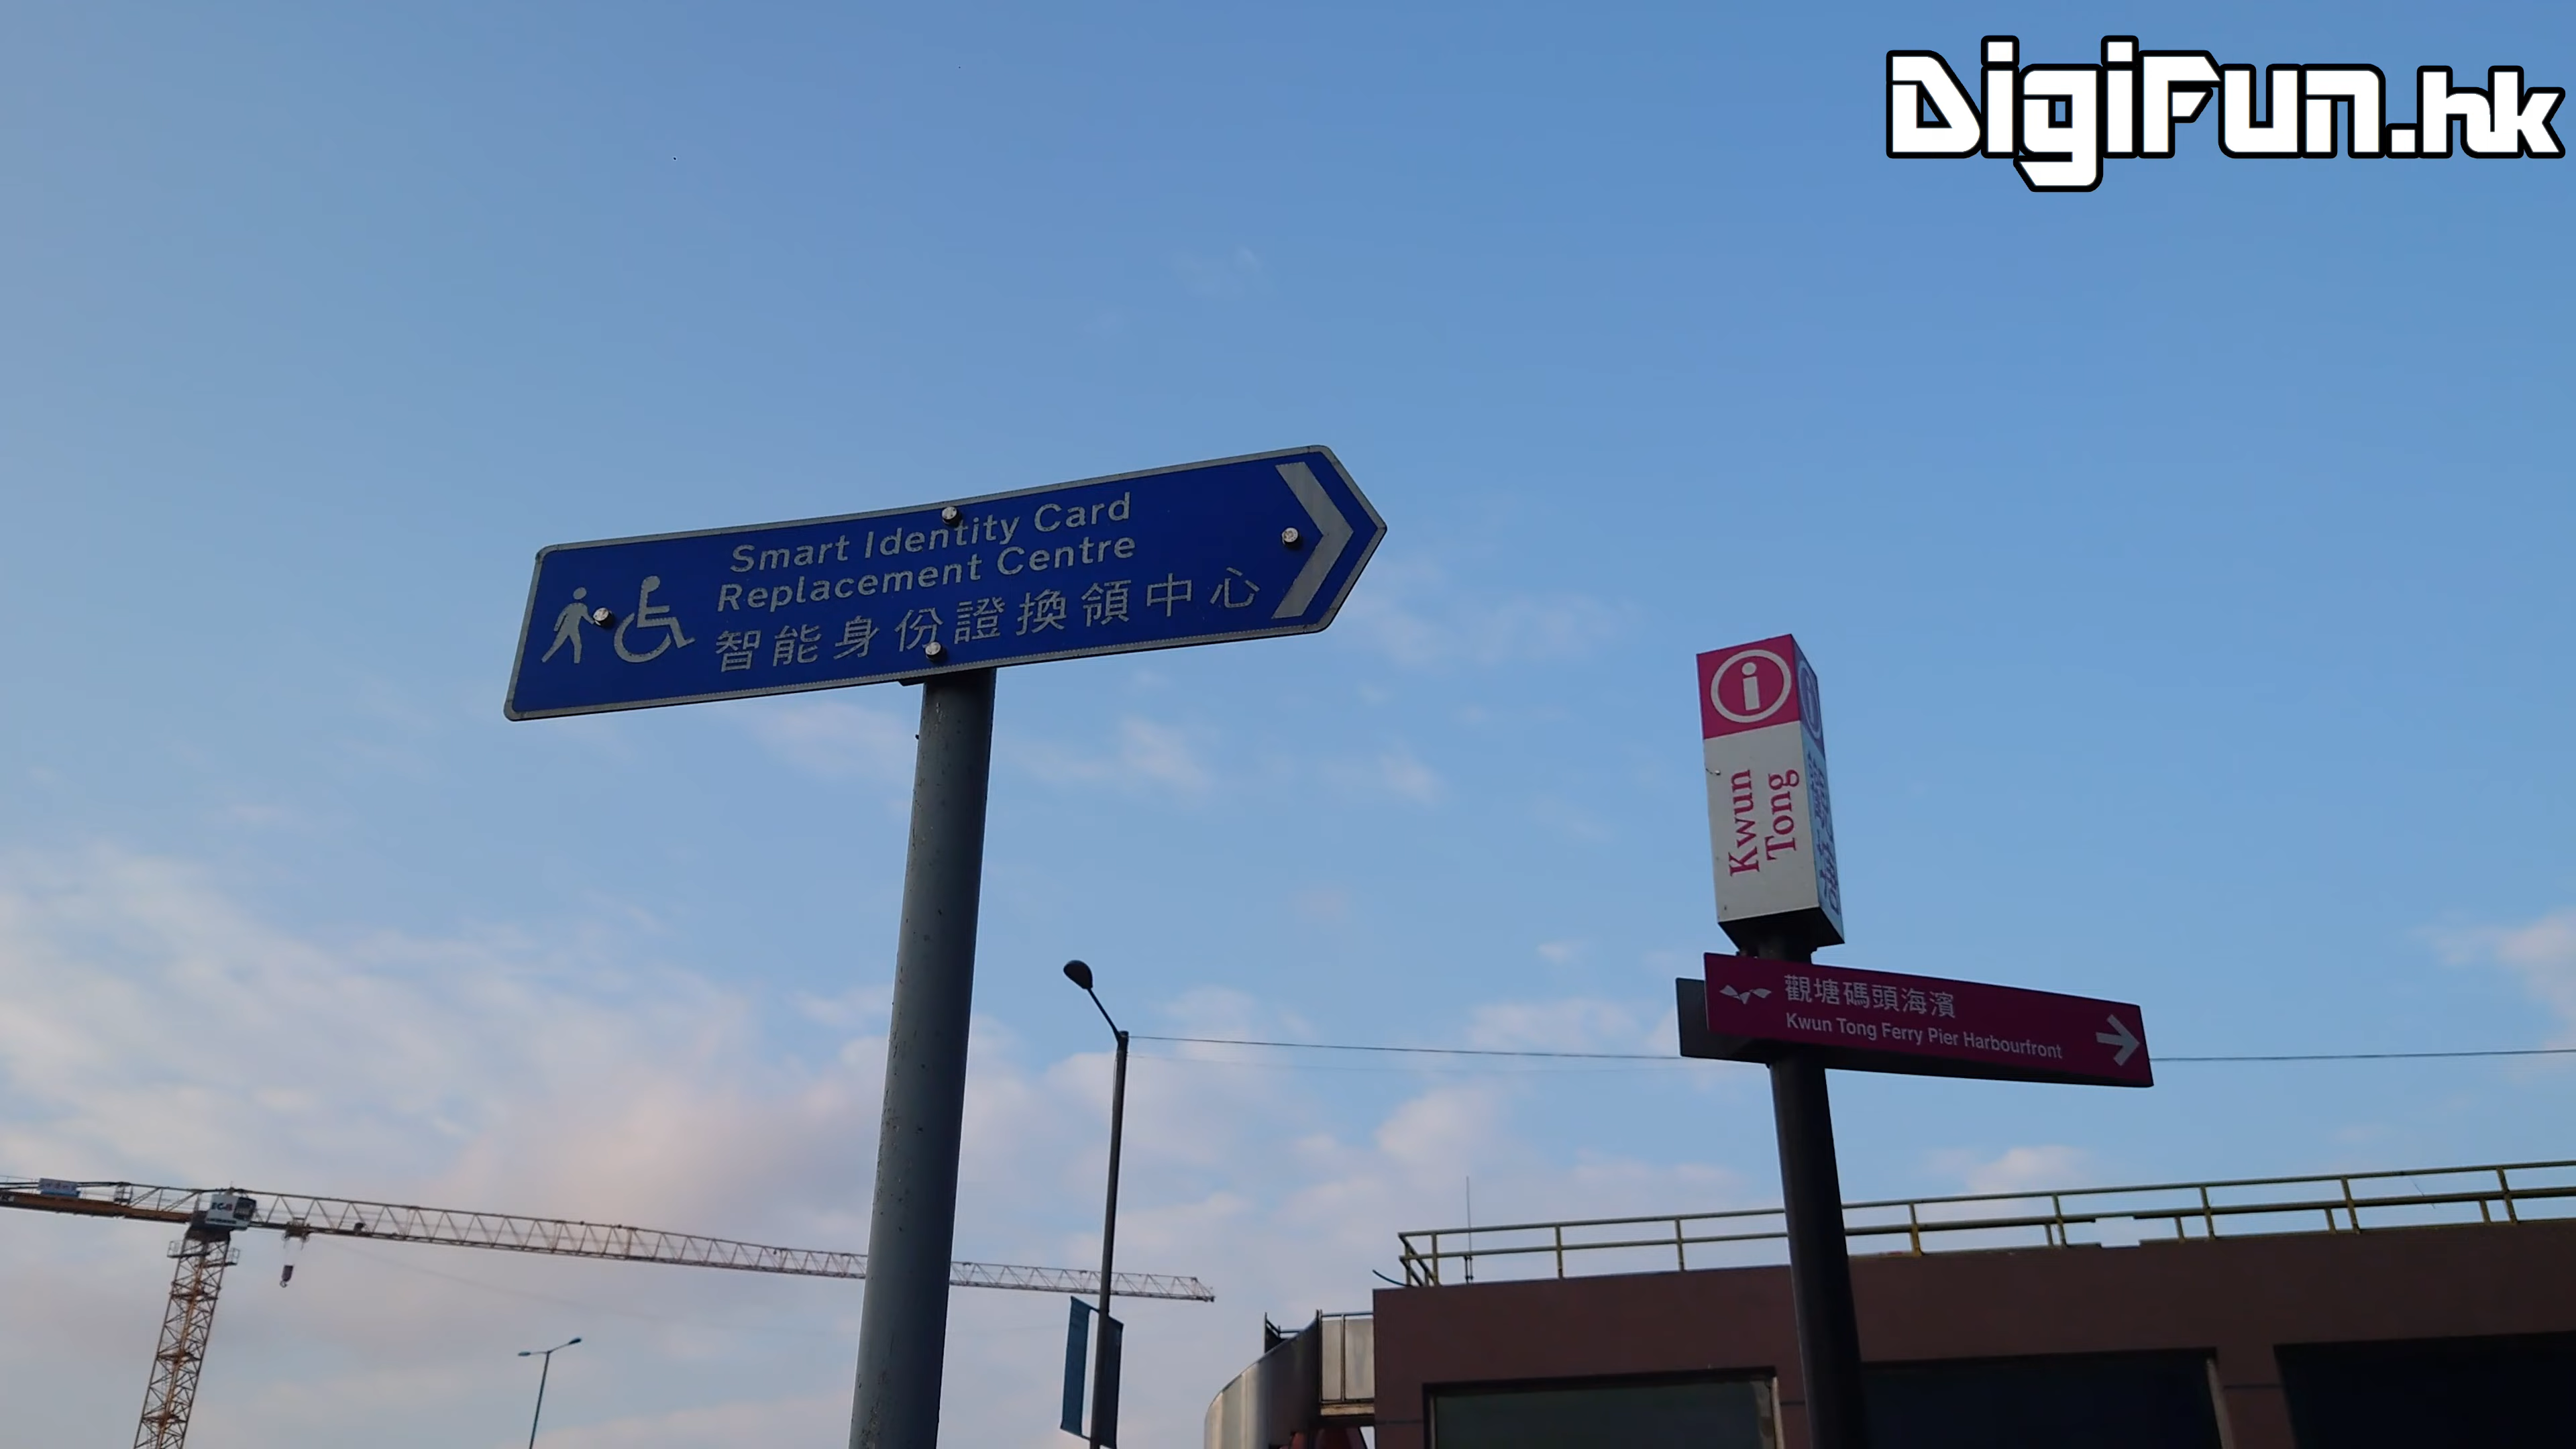 DigiFun.hk
Smart Identity Card
Replacement Centre
智能身份證換領中心
i
Kwun
Tong
觀塘碼頭海濱
Kwun Tong Ferry Pier Harbourfront